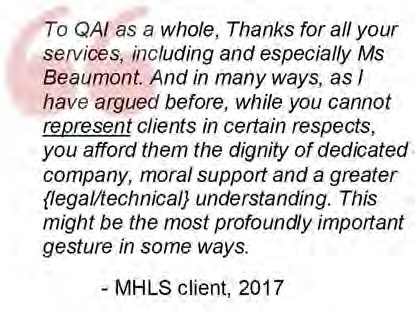 To QAI as a whole, Thanks for all your
services, including and especially Ms
Beaumont. And in many ways, as I
have argued before, while you cannot
represent clients in certain respects,
you afford them the dignity of dedicated
company, moral support and a greater
{legal/technical} understanding. This
might be the most profoundly important
gesture in some ways.
- MHLS client, 2017